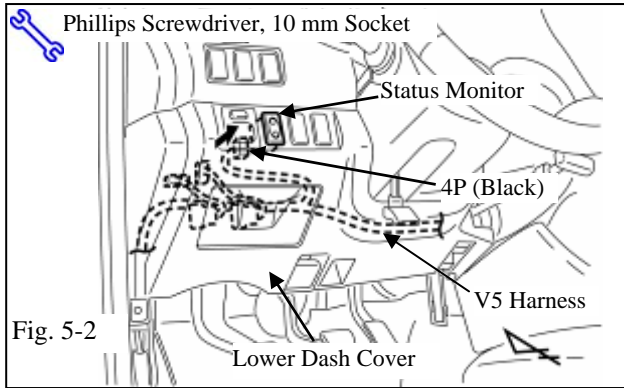 Phillips Screwdriver, 10 mm Socket
Status Monitor
4P (Black)
V5 Harness
Fig. 5-2
Lower Dash Cover